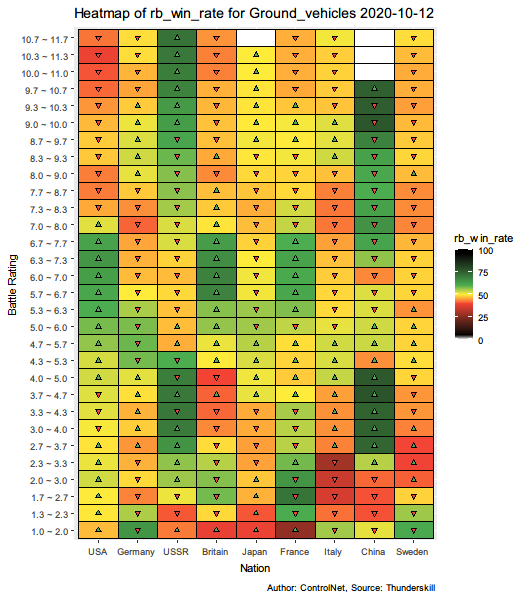 Heatmap of rb_win_rate for Ground_vehicles 2020-10-12
Battle Rating
10.7 ~ 11.7
10.3 ~ 11.3
10.0 ~ 11.0
9.7 ~ 10.7
9.3 ~ 10.3
9.0 ~ 10.0
8.7 ~ 9.7
8.3 ~ 9.3
8.0 ~ 9.0
7.7 ~ 8.7
7.3 ~ 8.3
7.0 ~ 8.0
6.7 ~ 7.7
6.3 ~ 7.3
6.0 ~ 7.0
5.7 ~ 6.7
5.3 ~ 6.3
5.0 ~ 6.0
4.7 ~ 5.7
4.3 ~ 5.3
4.0 ~ 5.0
3.7 ~ 4.7
3.3 ~ 4.3
3.0 ~ 4.0
2.7 ~ 3.7
2.3 ~ 3.3
2.0 ~ 3.0
1.7 ~ 2.7
1.3 ~ 2.3
1.0 ~ 2.0
USA Germany USSR Britain Japan France Italy China Sweden
Nation
rb_win_rate
100
75
50
25
0
Author: ControlNet, Source: Thunderskill